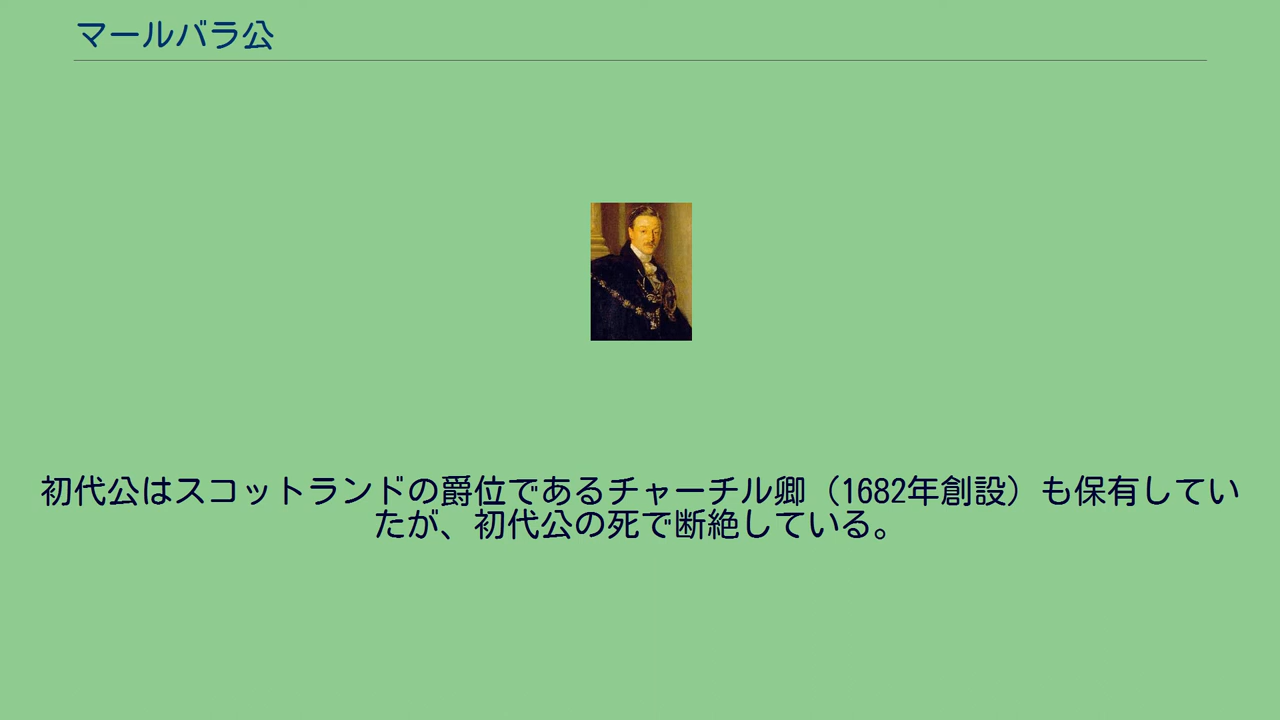 マールバラ公
初代公はスコットランドの爵位であるチャーチル卿（1682年創設）も保有してい
たが、初代公の死で断絶している。